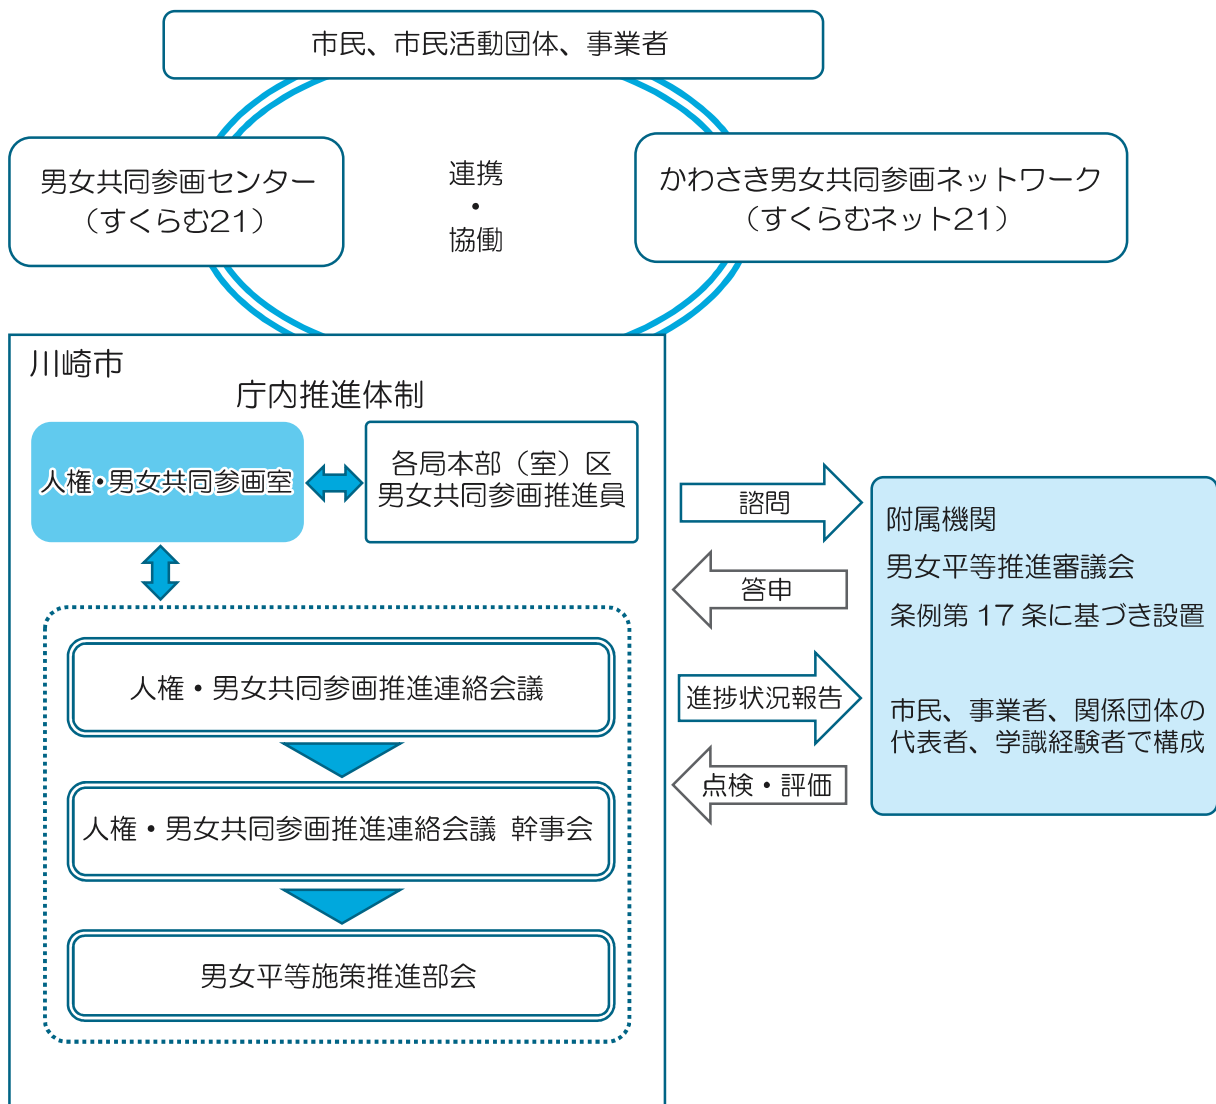 市民、市民活動団体、事業者
男女共同参画センター
（すくらむ21）
連携
・
協働
かわさき男女共同参画ネットワーク
（すくらむネット21）
川崎市
庁内推進体制
人権・男女共同参画室
各局本部（室）区
男女共同参画推進員
人権・男女共同参画推進連絡会議
人権・男女共同参画推進連絡会議 幹事会
男女平等施策推進部会
諮問
答申
進捗状況報告
点検・評価
附属機関
男女平等推進審議会
条例第 17 条に基づき設置
市民、事業者、関係団体の
代表者、学識経験者で構成